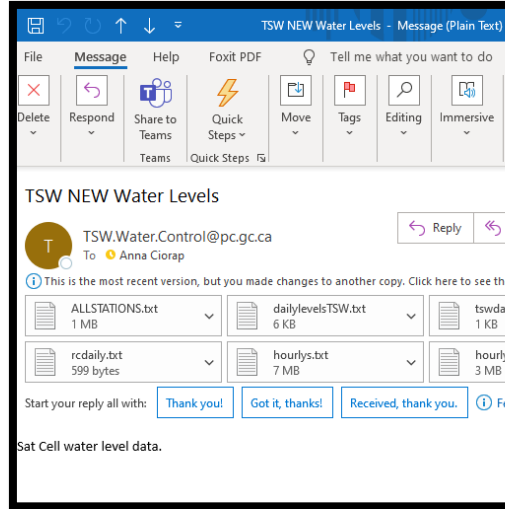 TSW NEW Water Levels - Message (Plain Text)
File Message Help Foxit PDF Tell me what you want to do
Delete Respond Share to Teams Quick Steps Move Tags Editing Immersive
Teams Quick Steps
TSW NEW Water Levels
T
TSW.Water.Control@pc.gc.ca
To Anna Ciorap
Reply
This is the most recent version, but you made changes to another copy. Click here to see th
ALLSTATIONS.txt dailylevelsTSW.txt tswda
1 MB 6 KB 1 KB
rcdaily.txt hourlys.txt hourly
599 bytes 7 MB 3 MB
Start your reply all with: Thank you! Got it, thanks! Received, thank you. Fe
Sat Cell water level data.